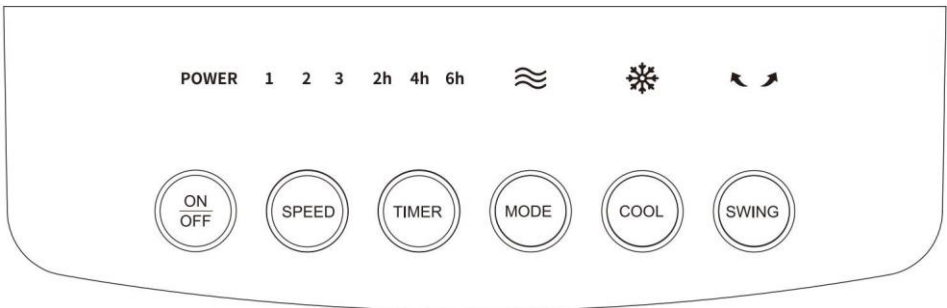 POWER 1 2 3 2h 4h 6h
ON
OFF
SPEED
TIMER
MODE
COOL
SWING